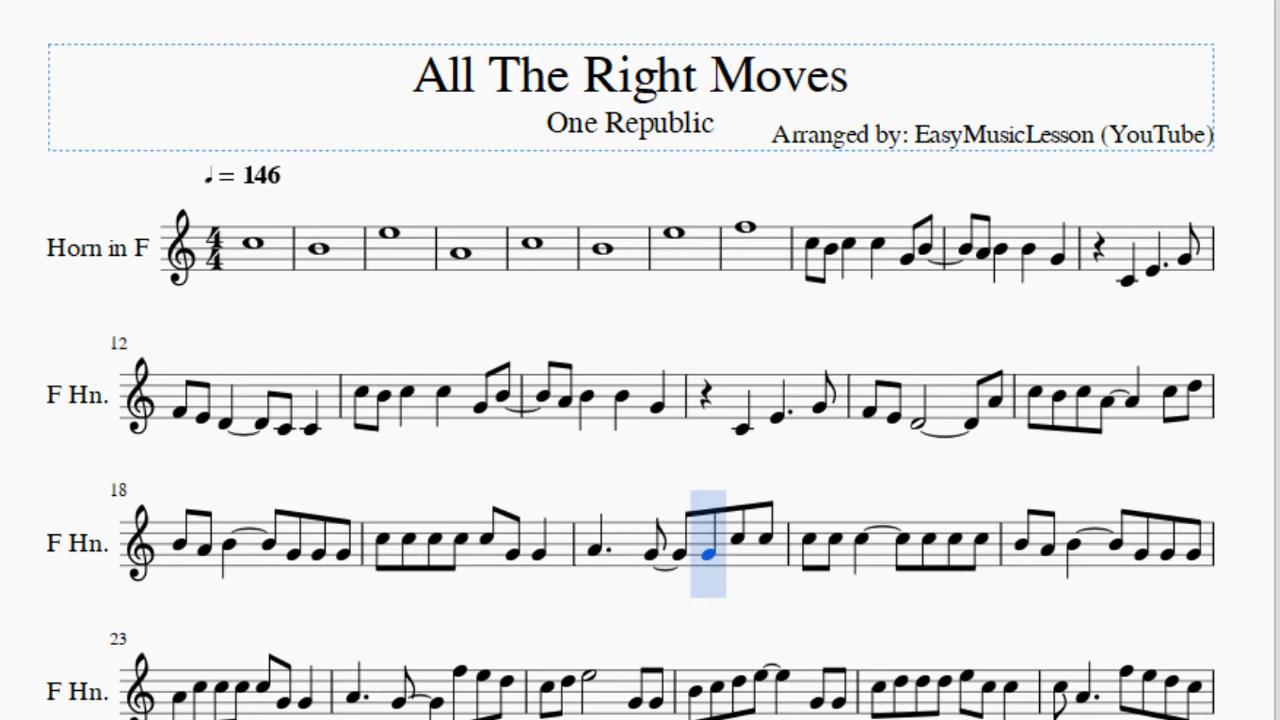 All The Right Moves
One Republic
Arranged by: EasyMusicLesson (YouTube)
♩ = 146
Horn in F
4
4
12
F Hn.
18
F Hn.
23
F Hn.